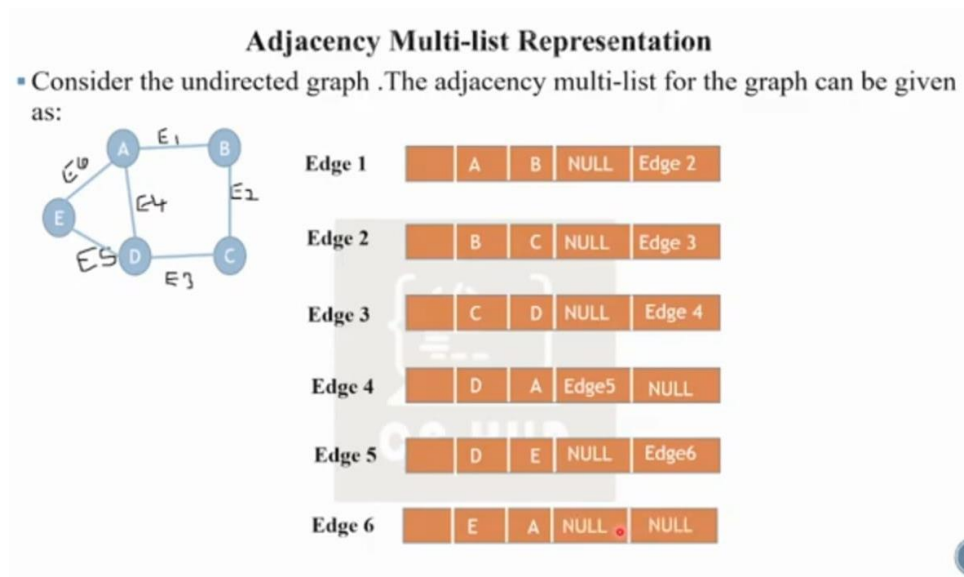 Adjacency Multi-list Representation
▪ Consider the undirected graph .The adjacency multi-list for the graph can be given
as:
A E1 B
E6
E4 E2
E
E5 D C
E3
Edge 1 A B NULL Edge 2
Edge 2 B C NULL Edge 3
Edge 3 C D NULL Edge 4
Edge 4 D A Edge5 NULL
Edge 5 D E NULL Edge6
Edge 6 E A NULL NULL